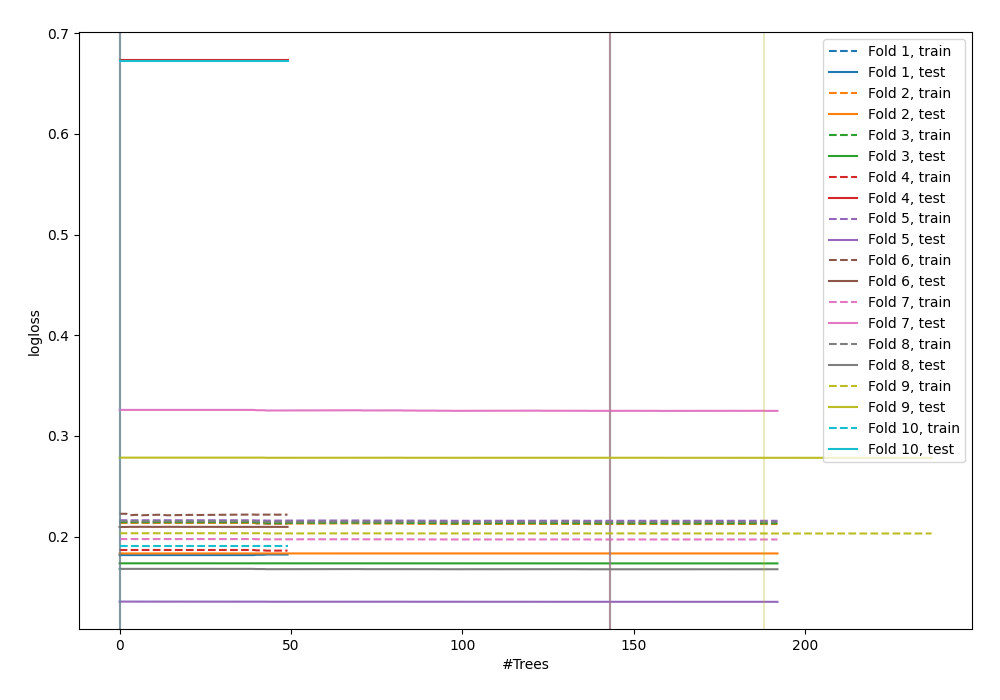 0.7
0.6
0.5
0.4
0.3
0.2
logloss
0
50
100
150
200
#Trees
Fold 1, train
Fold 1, test
Fold 2, train
Fold 2, test
Fold 3, train
Fold 3, test
Fold 4, train
Fold 4, test
Fold 5, train
Fold 5, test
Fold 6, train
Fold 6, test
Fold 7, train
Fold 7, test
Fold 8, train
Fold 8, test
Fold 9, train
Fold 9, test
Fold 10, train
Fold 10, test